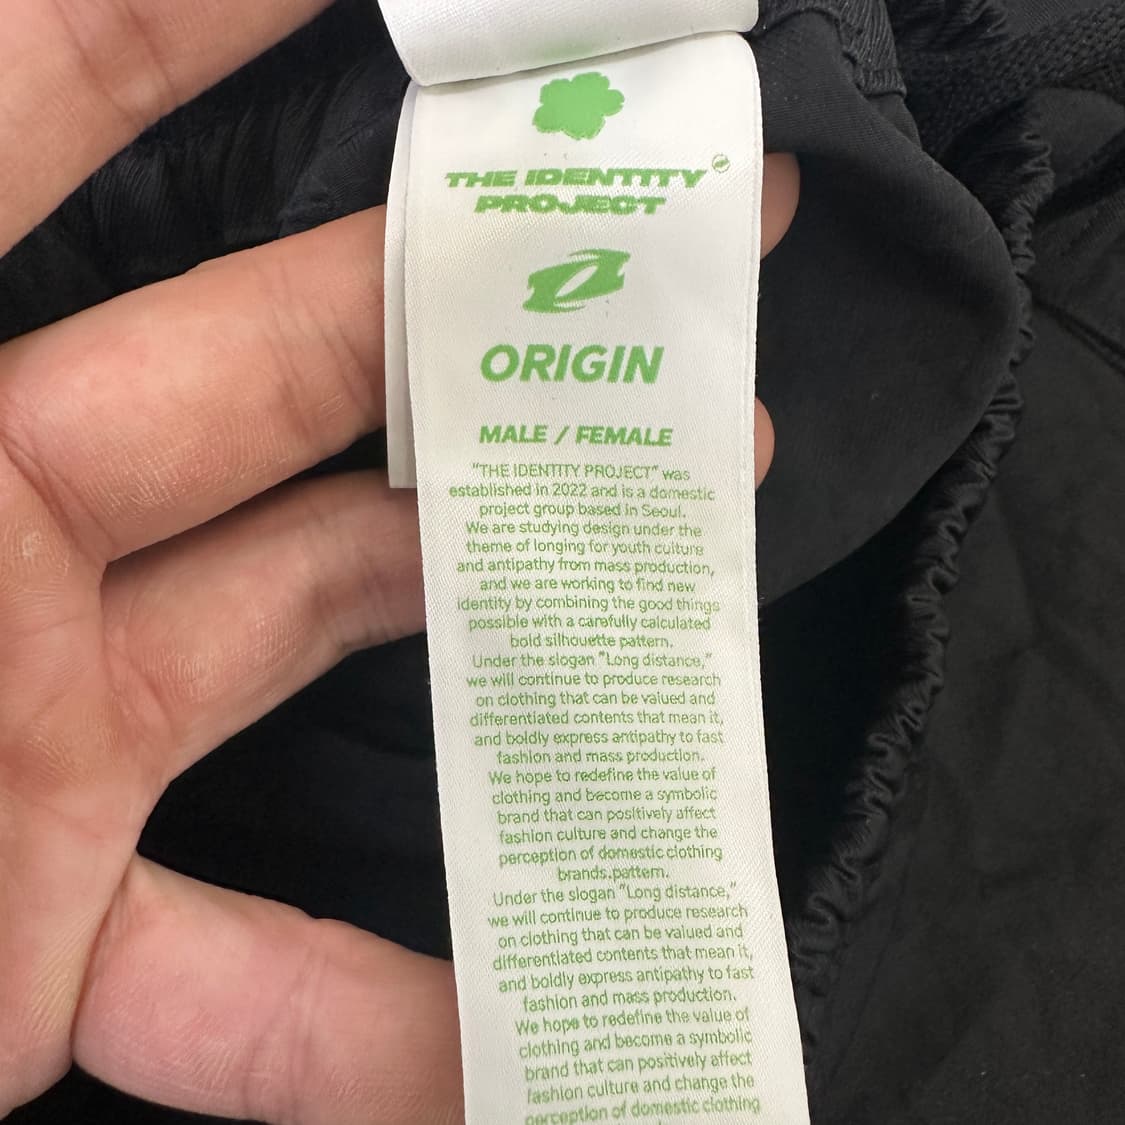 THE IDENTITY
PROJECT
ORIGIN
MALE / FEMALE
"THE IDENTITY PROJECT" was
established in 2022 and is a domestic
project group based in Seoul.
We are studying design under the
theme of longing for youth culture
and antipathy from mass production,
and we are working to find new
identity by combining the good things
possible with a carefully calculated
bold silhouette pattern.
Under the slogan "Long distance,"
we will continue to produce research
on clothing that can be valued and
differentiated contents that mean it,
and boldly express antipathy to fast
fashion and mass production.
We hope to redefine the value of
clothing and become a symbolic
brand that can positively affect
fashion culture and change the
perception of domestic clothing
brands.pattern.
Under the slogan "Long distance,"
we will continue to produce research
on clothing that can be valued and
differentiated contents that mean it,
and boldly express antipathy to fast
fashion and mass production.
We hope to redefine the value of
clothing and become a symbolic
brand that can positively affect
fashion culture and change the
perception of domestic clothing